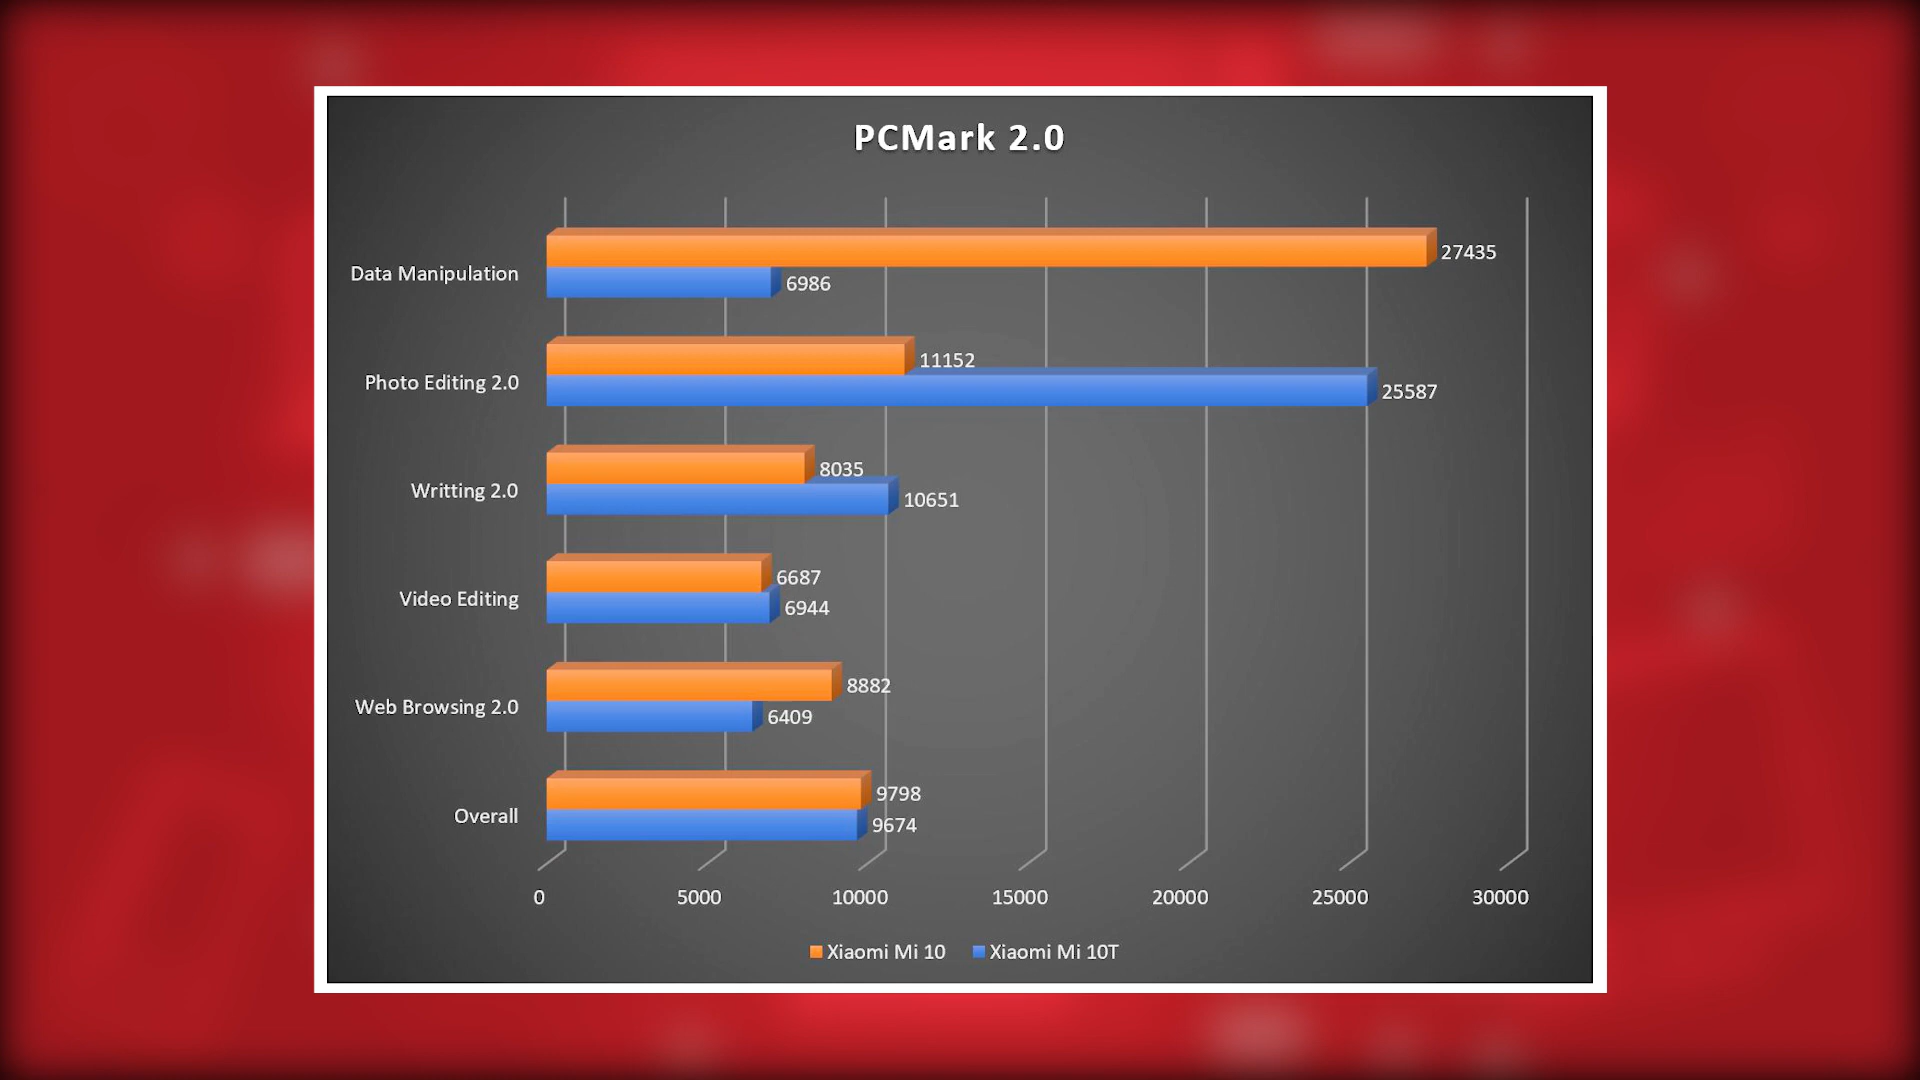 PCMark 2.0
Data Manipulation
27435
6986
Photo Editing 2.0
11152
25587
Writting 2.0
8035
10651
Video Editing
6687
6944
Web Browsing 2.0
8882
6409
Overall
9798
9674
0 5000 10000 15000 20000 25000 30000
Xiaomi Mi 10 Xiaomi Mi 10T